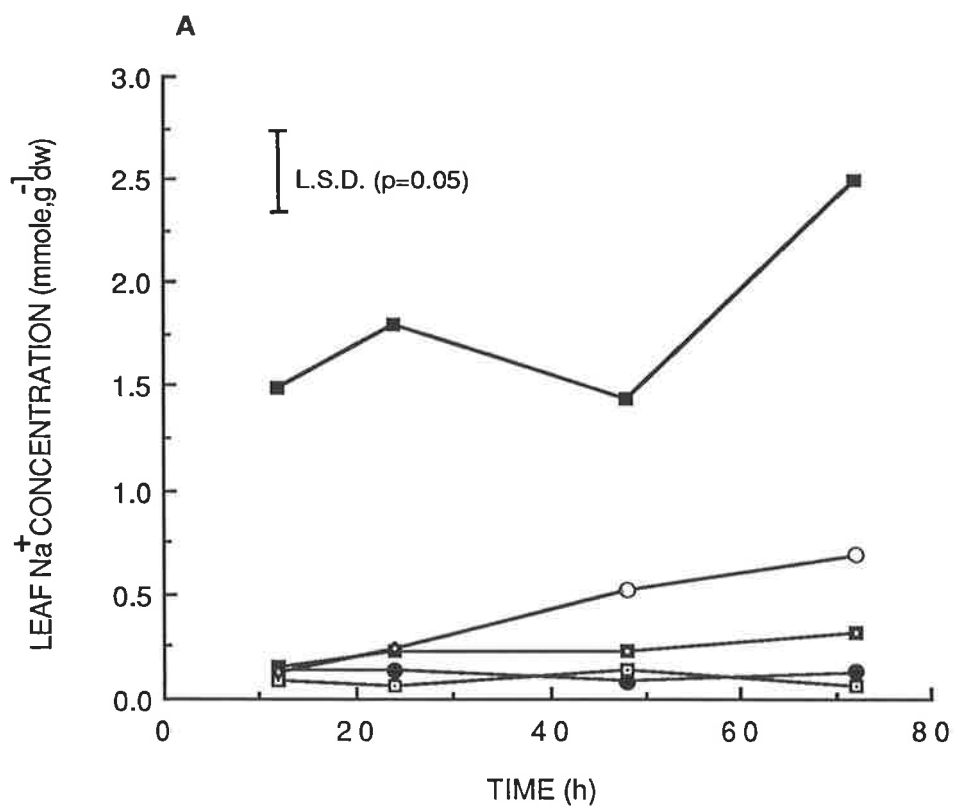 A
3.0
2.5
2.0
1.5
1.0
0.5
0.0
L.S.D. (p=0.05)
LEAF Na+ CONCENTRATION (mmole,g-1dw)
0 20 40 60 80
TIME (h)